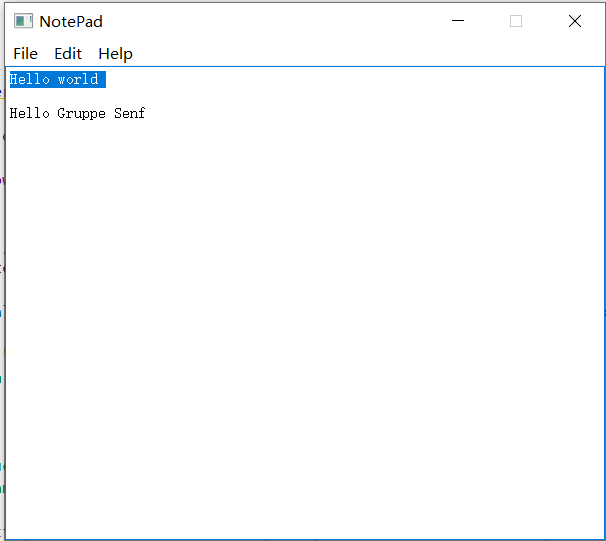 NotePad
File Edit Help
Hello world
Hello Gruppe Senf